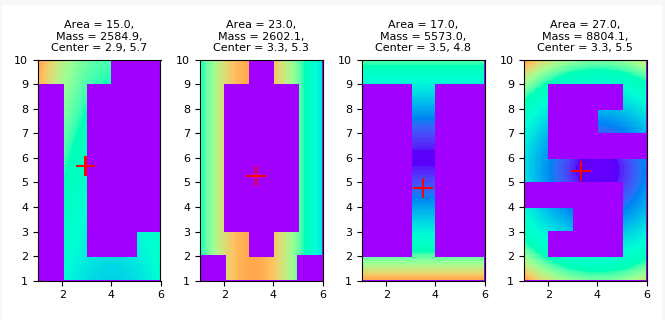 Area = 15.0,
Mass = 2584.9,
Center = 2.9, 5.7
Area = 23.0,
Mass = 2602.1,
Center = 3.3, 5.3
Area = 17.0,
Mass = 5573.0,
Center = 3.5, 4.8
Area = 27.0,
Mass = 8804.1,
Center = 3.3, 5.5
10
9
8
7
6
5
4
3
2
1
2 4 6
10
9
8
7
6
5
4
3
2
1
2 4 6
10
9
8
7
6
5
4
3
2
1
2 4 6
10
9
8
7
6
5
4
3
2
1
2 4 6